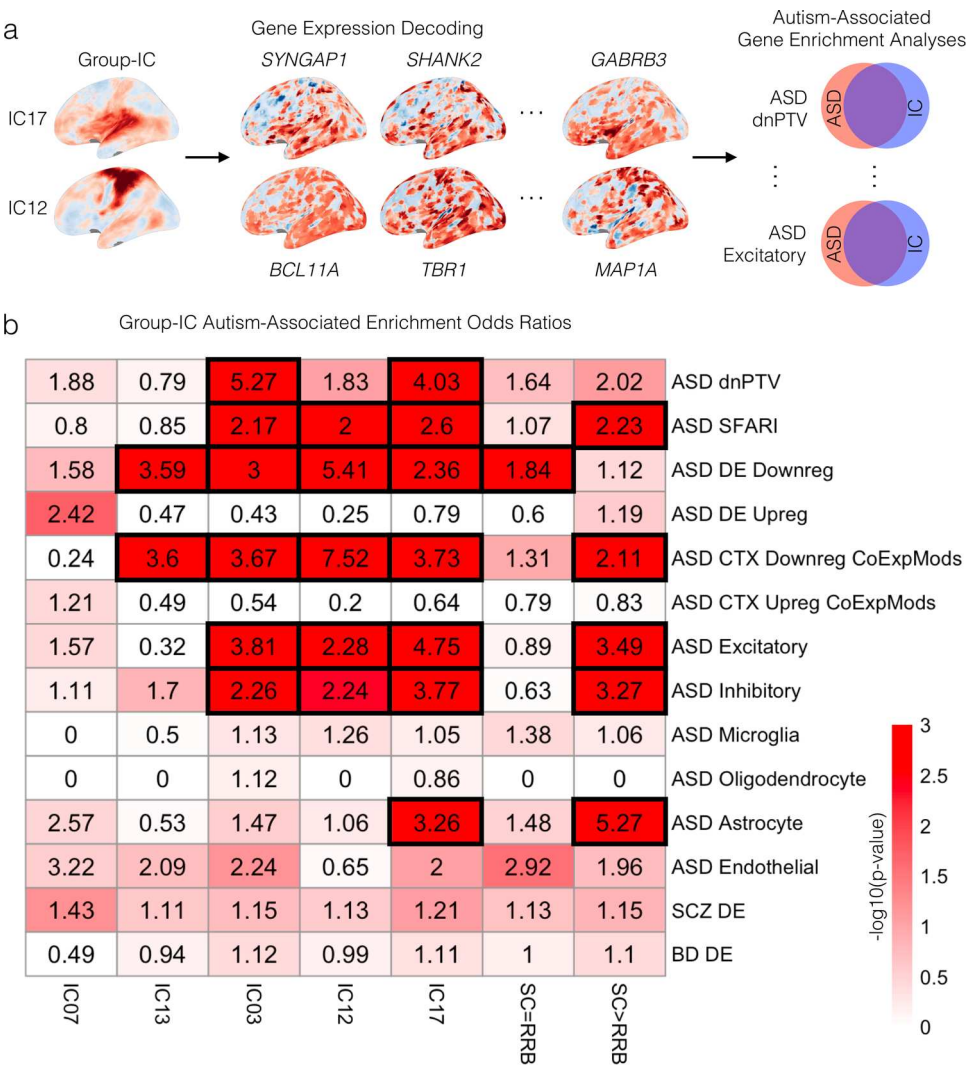 a
Gene Expression Decoding
Autism-Associated
Gene Enrichment Analyses
Group-IC
SYNGAP1 SHANK2 GABRB3
IC17
ASD
dnPTV
ASD IC
...
IC12
...
ASD
Excitatory
ASD IC
BCL11A TBR1 MAP1A
b
Group-IC Autism-Associated Enrichment Odds Ratios
1.88 0.79 5.27 1.83 4.03 1.64 2.02 ASD dnPTV
0.8 0.85 2.17 2 2.6 1.07 2.23 ASD SFARI
1.58 3.59 3 5.41 2.36 1.84 1.12 ASD DE Downreg
2.42 0.47 0.43 0.25 0.79 0.6 1.19 ASD DE Upreg
0.24 3.6 3.67 7.52 3.73 1.31 2.11 ASD CTX Downreg CoExpMods
1.21 0.49 0.54 0.2 0.64 0.79 0.83 ASD CTX Upreg CoExpMods
1.57 0.32 3.81 2.28 4.75 0.89 3.49 ASD Excitatory
1.11 1.7 2.26 2.24 3.77 0.63 3.27 ASD Inhibitory
0 0.5 1.13 1.26 1.05 1.38 1.06 ASD Microglia
0 0 1.12 0 0.86 0 0 ASD Oligodendrocyte
2.57 0.53 1.47 1.06 3.26 1.48 5.27 ASD Astrocyte
3.22 2.09 2.24 0.65 2 2.92 1.96 ASD Endothelial
1.43 1.11 1.15 1.13 1.21 1.13 1.15 SCZ DE
0.49 0.94 1.12 0.99 1.11 1 1.1 BD DE
IC07 IC13 IC03 IC12 IC17 SC=RRB SC>RRB
-log10(p-value)
3
2.5
2
1.5
1
0.5
0